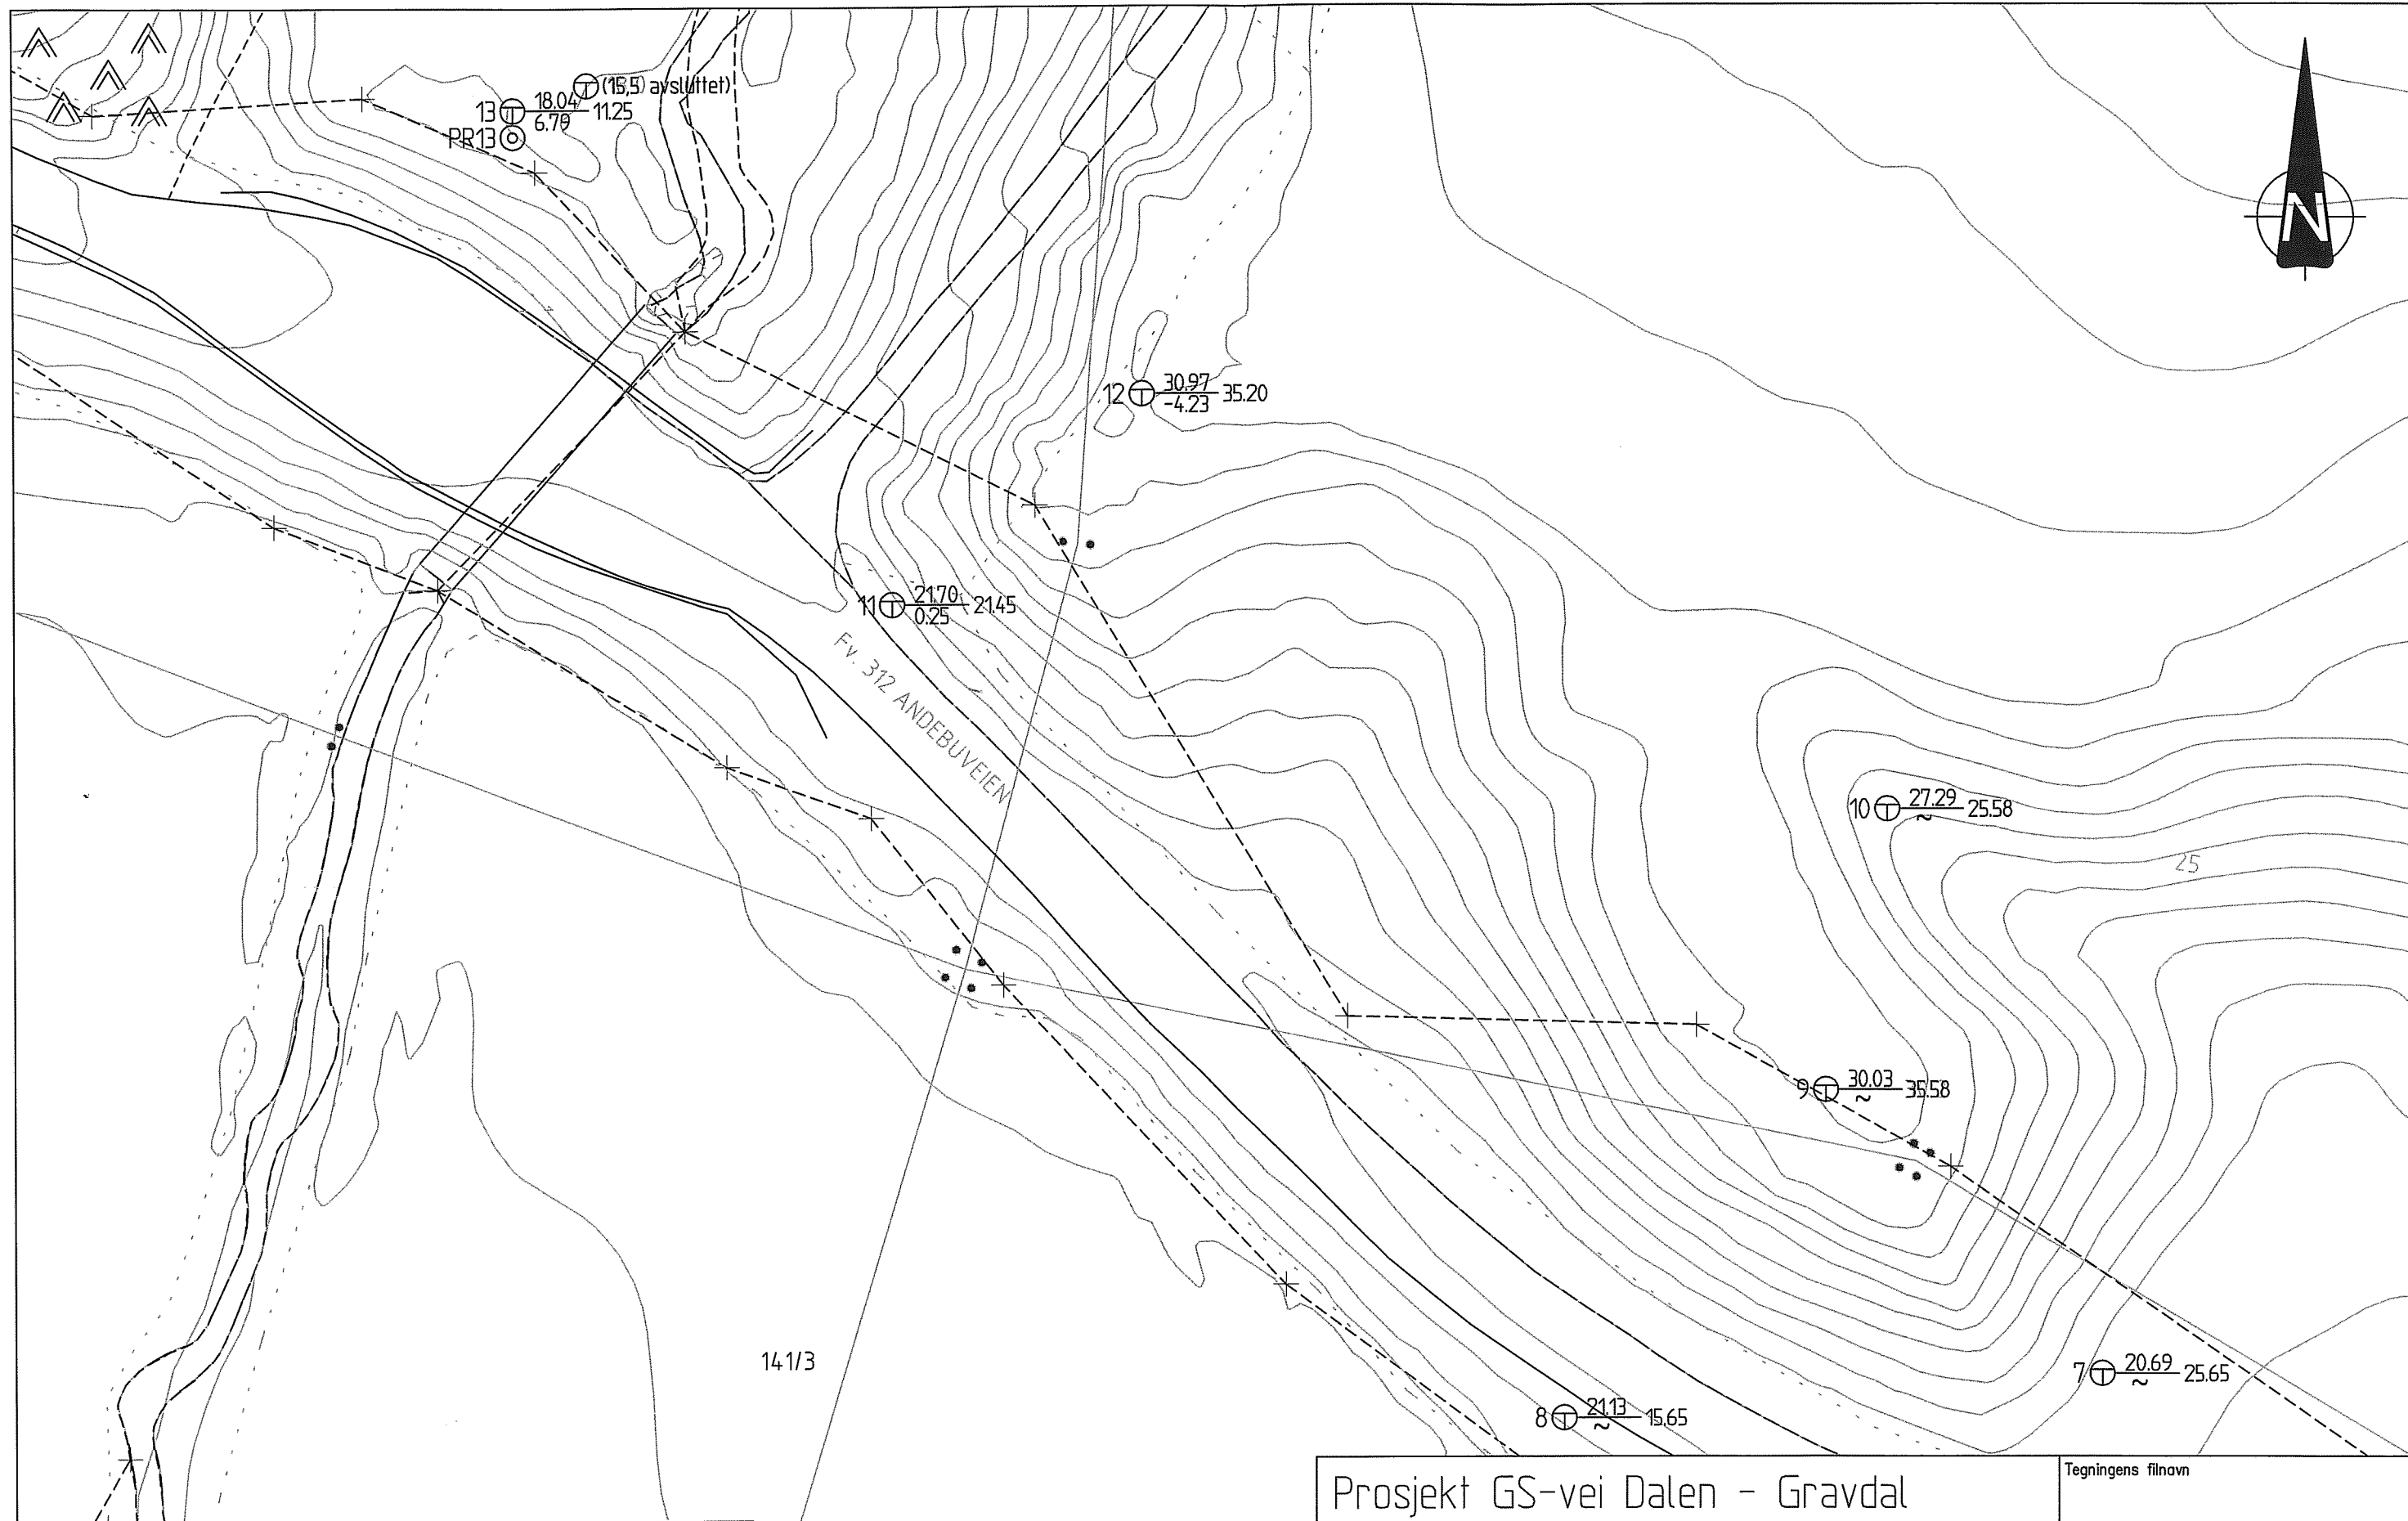 (15,5) avsluttet)
13 18.04 11.25
6.79
PR13
N
12 30.97 35.20
-4.23
11 21.70 21.45
0.25
Fv. 312 ANDEBUVEIEN
10 27.29 25.58
~
25
9 30.03 35.58
~
141/3
7 20.69 25.65
~
8 21.13 15.65
~
Prosjekt GS-vei Dalen - Gravdal
Tegningens filnavn